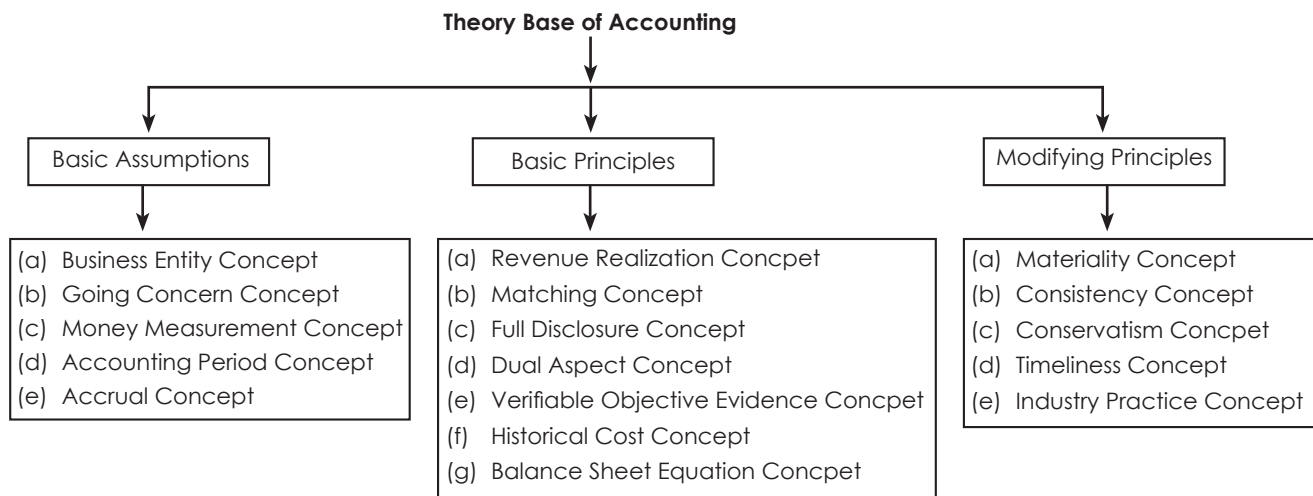 Theory Base of Accounting
Basic Assumptions
(a) Business Entity Concept
(b) Going Concern Concept
(c) Money Measurement Concept
(d) Accounting Period Concept
(e) Accrual Concept
Basic Principles
(a) Revenue Realization Concpet
(b) Matching Concept
(c) Full Disclosure Concept
(d) Dual Aspect Concept
(e) Verifiable Objective Evidence Concpet
(f) Historical Cost Concept
(g) Balance Sheet Equation Concpet
Modifying Principles
(a) Materiality Concept
(b) Consistency Concept
(c) Conservatism Concpet
(d) Timeliness Concept
(e) Industry Practice Concept